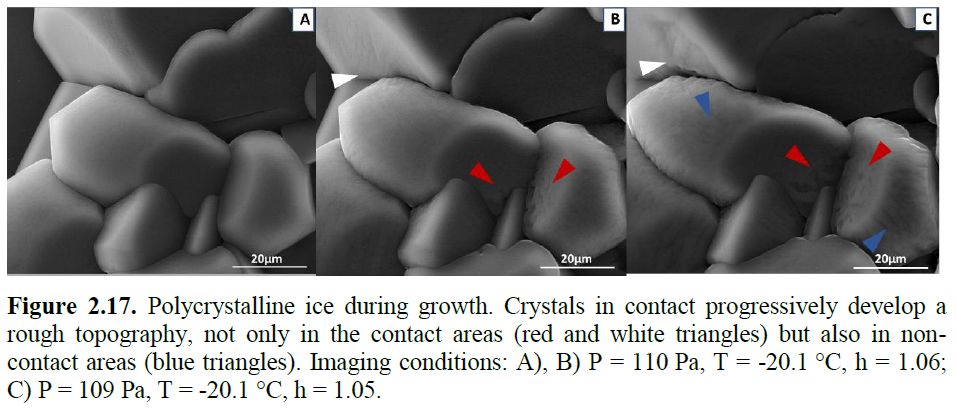 A
B
C
20µm
20µm
20µm
Figure 2.17. Polycrystalline ice during growth. Crystals in contact progressively develop a
rough topography, not only in the contact areas (red and white triangles) but also in non-
contact areas (blue triangles). Imaging conditions: A), B) P = 110 Pa, T = -20.1 °C, h = 1.06;
C) P = 109 Pa, T = -20.1 °C, h = 1.05.